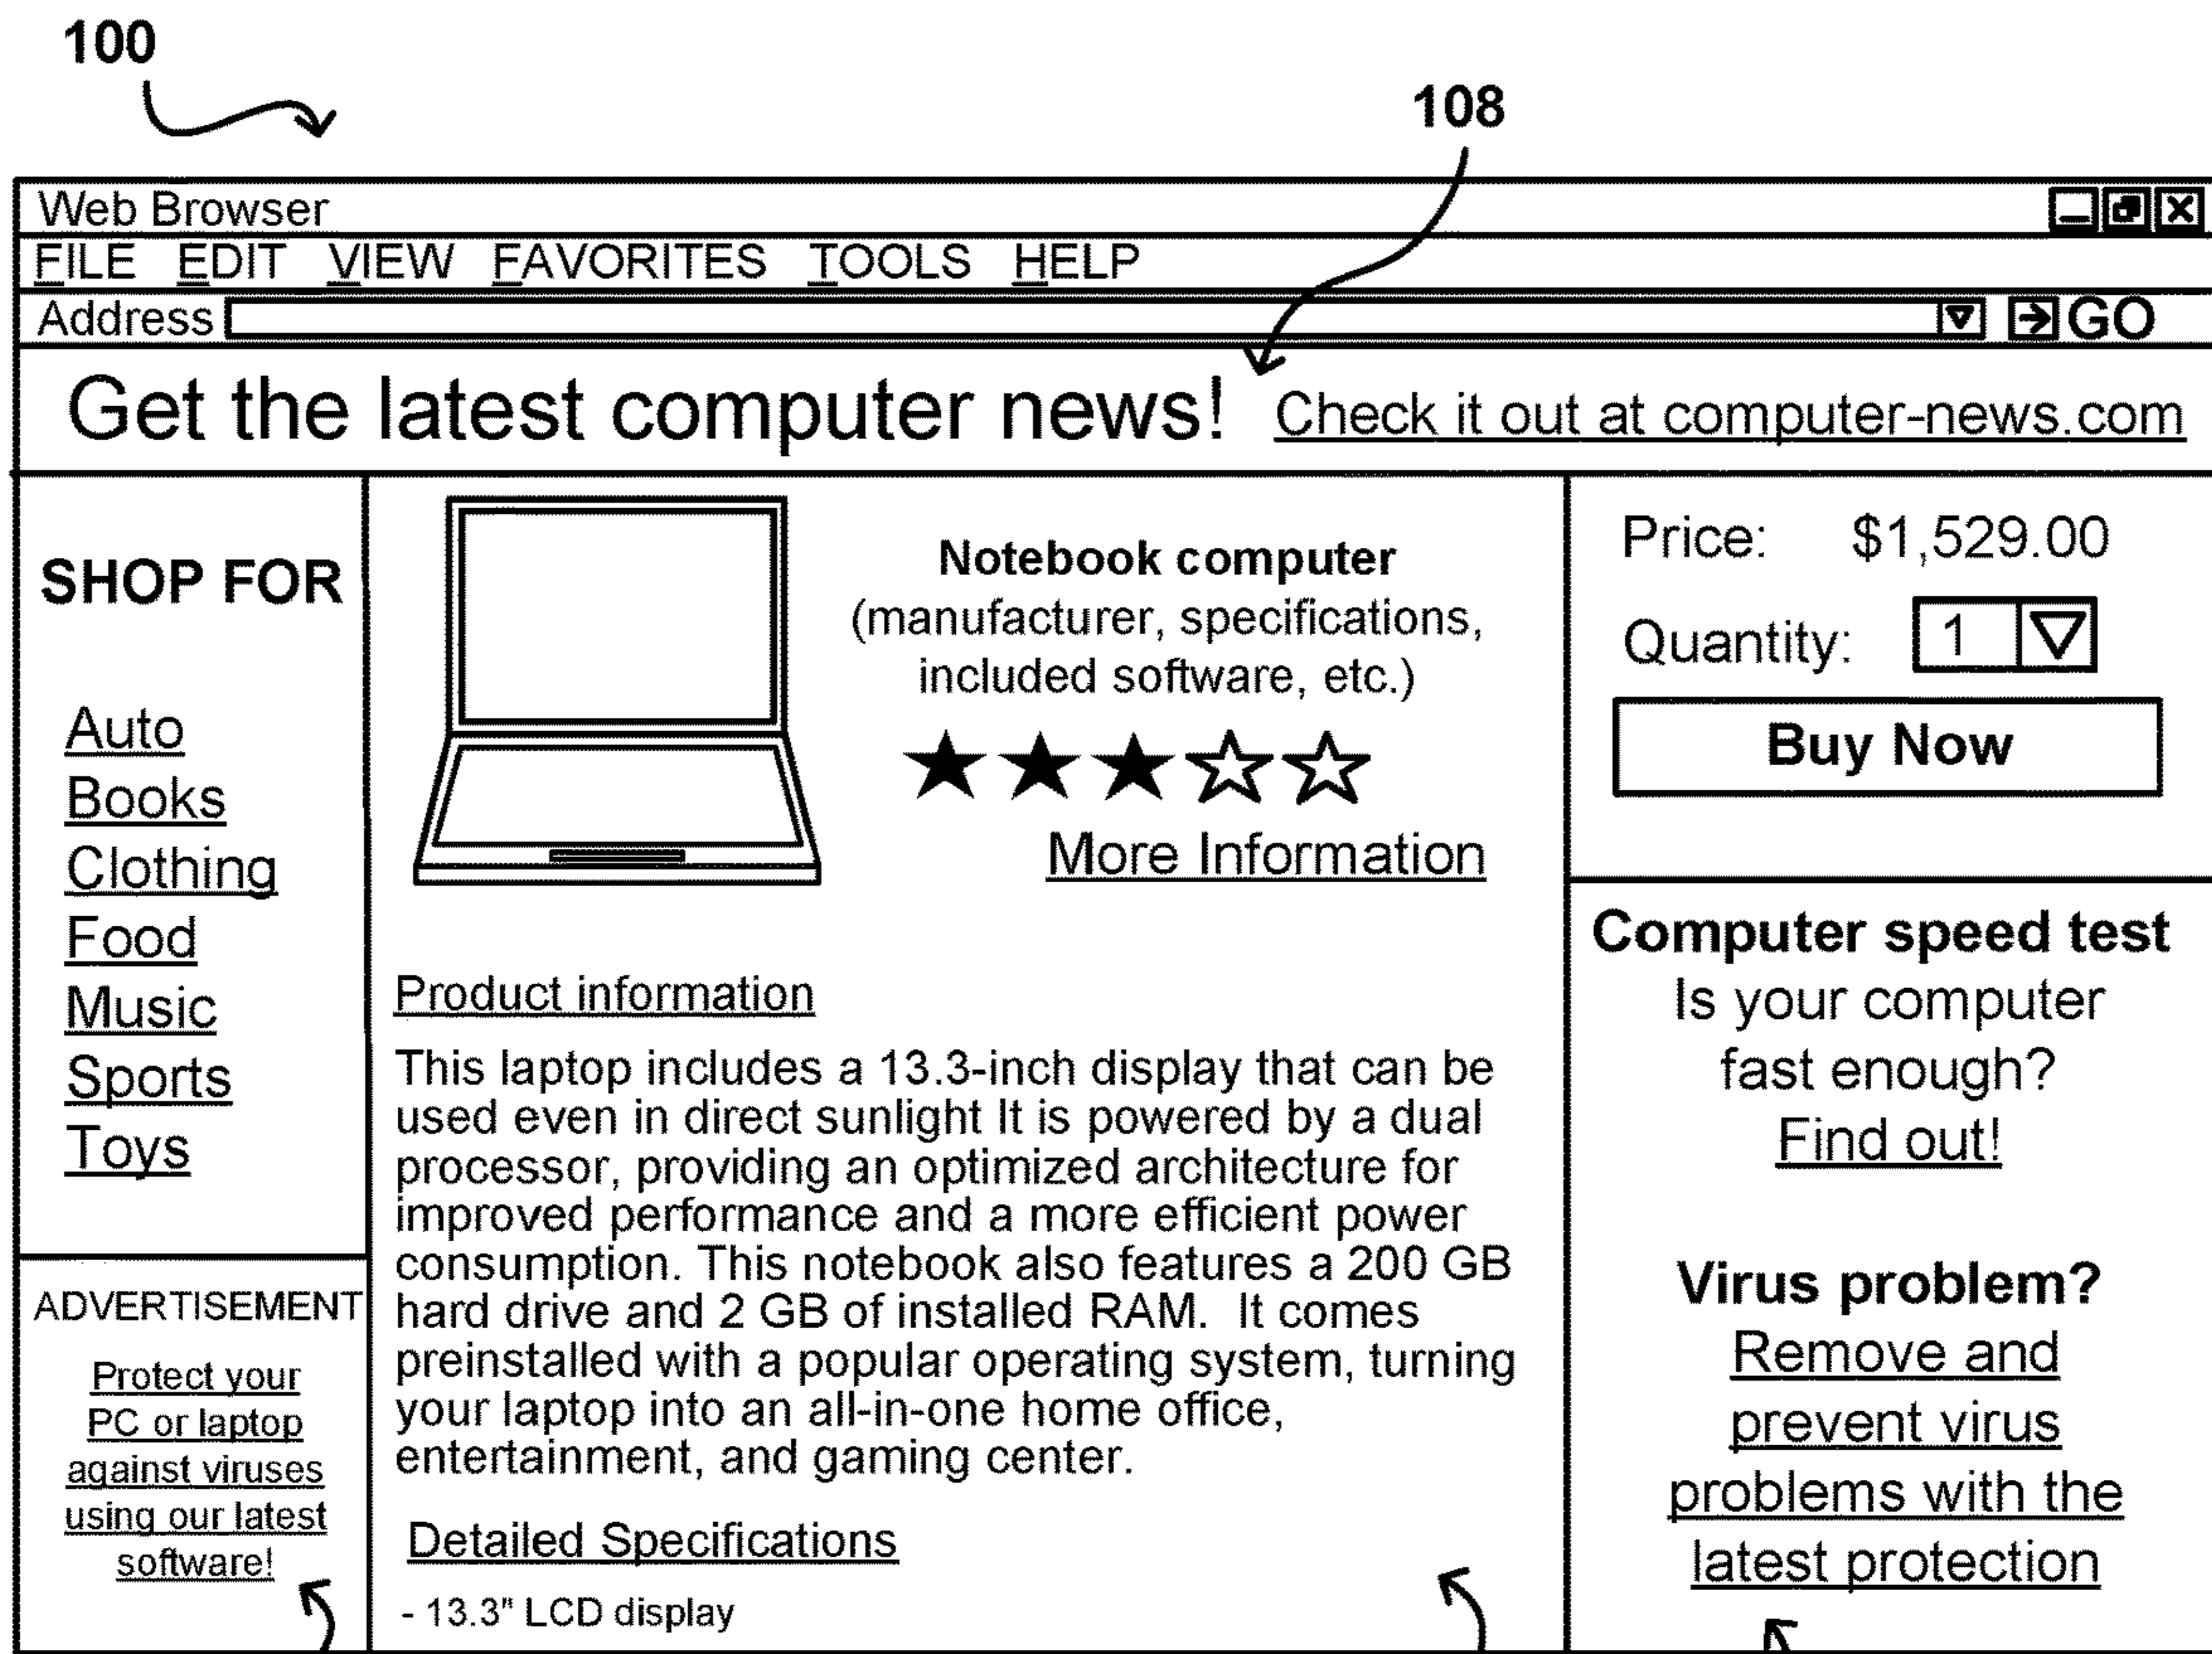 100
108
Web Browser
FILE EDIT VIEW FAVORITES TOOLS HELP
Address GO
Get the latest computer news! Check it out at computer-news.com
SHOP FOR
Auto
Books
Clothing
Food
Music
Sports
Toys
ADVERTISEMENT
Protect your
PC or laptop
against viruses
using our latest
software!
Notebook computer
(manufacturer, specifications,
included software, etc.)
More Information
Product information
This laptop includes a 13.3-inch display that can be
used even in direct sunlight It is powered by a dual
processor, providing an optimized architecture for
improved performance and a more efficient power
consumption. This notebook also features a 200 GB
hard drive and 2 GB of installed RAM. It comes
preinstalled with a popular operating system, turning
your laptop into an all-in-one home office,
entertainment, and gaming center.
Detailed Specifications
- 13.3" LCD display
Price: $1,529.00
Quantity: 1
Buy Now
Computer speed test
Is your computer
fast enough?
Find out!
Virus problem?
Remove and
prevent virus
problems with the
latest protection